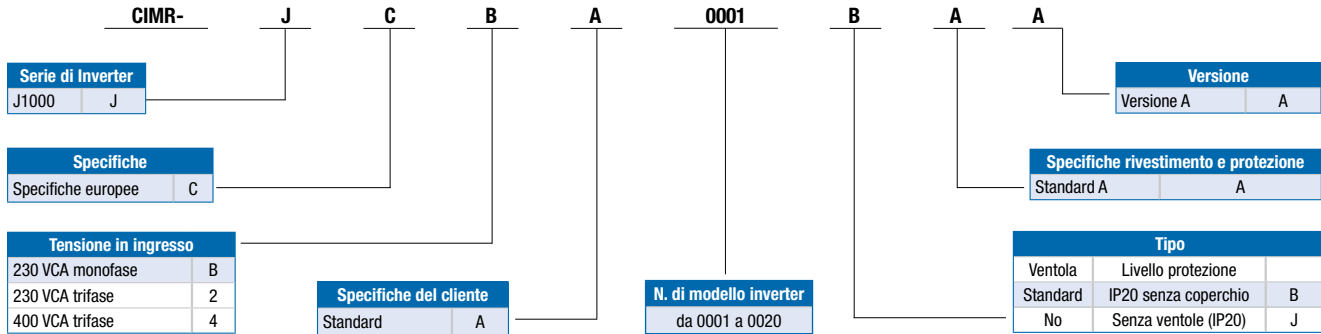 CIMR- J C B A 0001 B A A
Serie di Inverter
J1000 J
Versione
Versione A A
Specifiche
Specifiche europee C
Specifiche rivestimento e protezione
Standard A A
Tensione in ingresso
230 VCA monofase B
230 VCA trifase 2
400 VCA trifase 4
Specifiche del cliente
Standard A
N. di modello inverter
da 0001 a 0020
Tipo
Ventola Livello protezione
Standard IP20 senza coperchio B
No Senza ventole (IP20) J